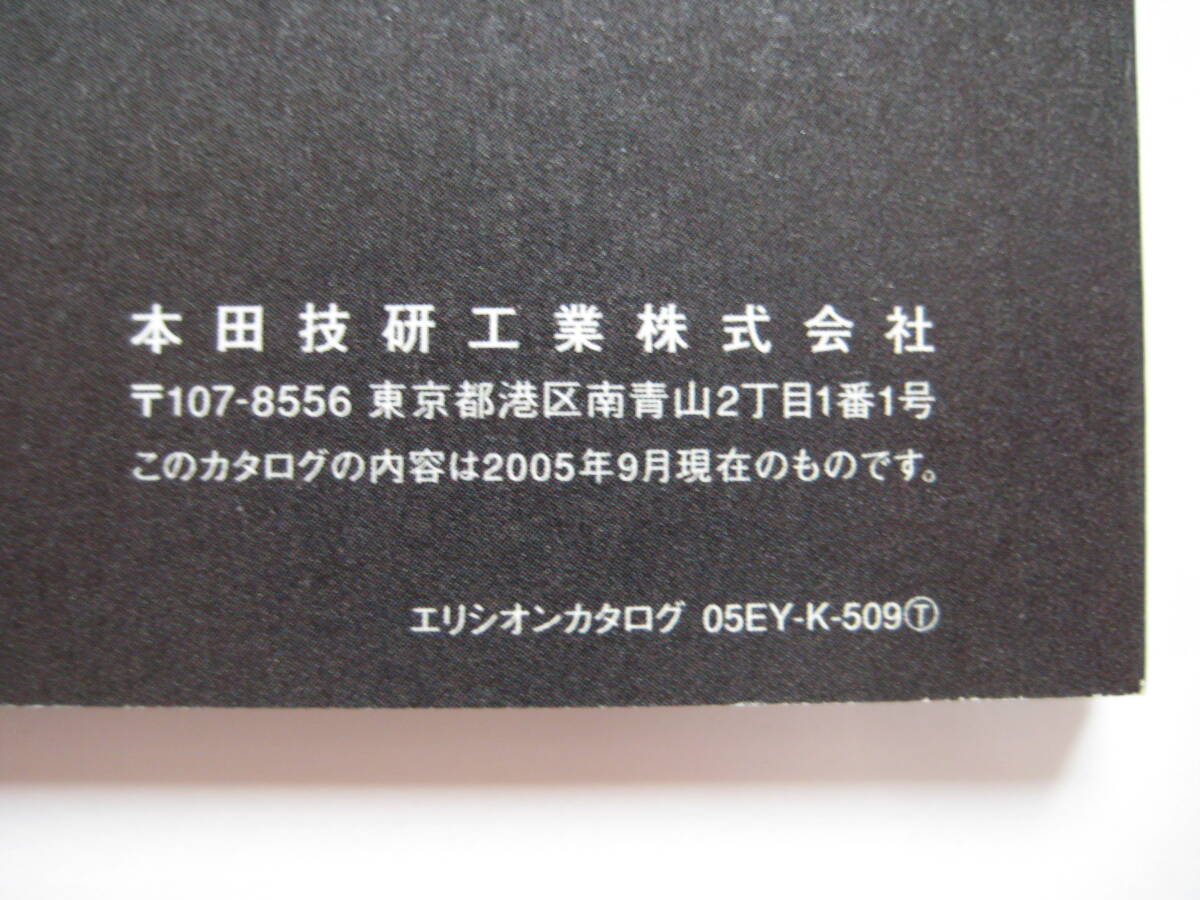 本田技研工業株式会社
〒107-8556 東京都港区南青山2丁目1番1号
このカタログの内容は2005年9月現在のものです。
エリシオンカタログ 05EY-K-509Ⓣ